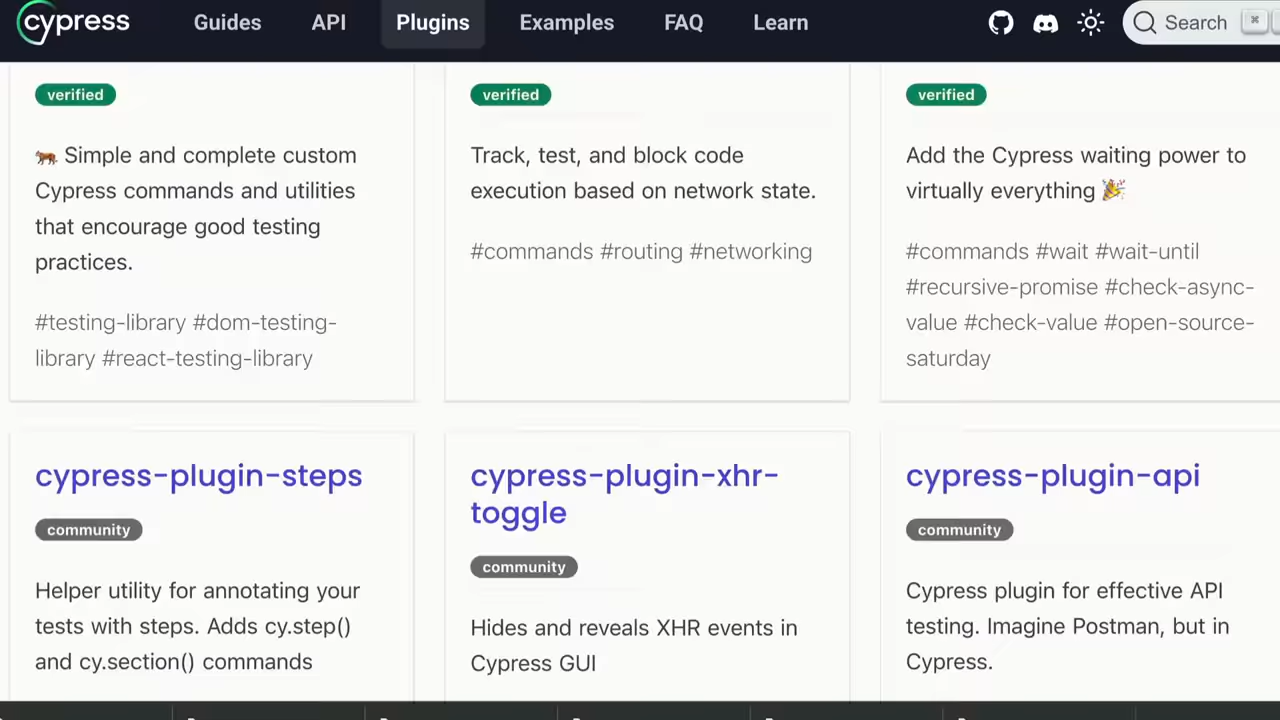 cypress Guides API Plugins Examples FAQ Learn Search ⌘
verified
🐅 Simple and complete custom
Cypress commands and utilities
that encourage good testing
practices.
#testing-library #dom-testing-
library #react-testing-library
verified
Track, test, and block code
execution based on network state.
#commands #routing #networking
verified
Add the Cypress waiting power to
virtually everything 🎉
#commands #wait #wait-until
#recursive-promise #check-async-
value #check-value #open-source-
saturday
cypress-plugin-steps
community
Helper utility for annotating your
tests with steps. Adds cy.step()
and cy.section() commands
cypress-plugin-xhr-
toggle
community
Hides and reveals XHR events in
Cypress GUI
cypress-plugin-api
community
Cypress plugin for effective API
testing. Imagine Postman, but in
Cypress.